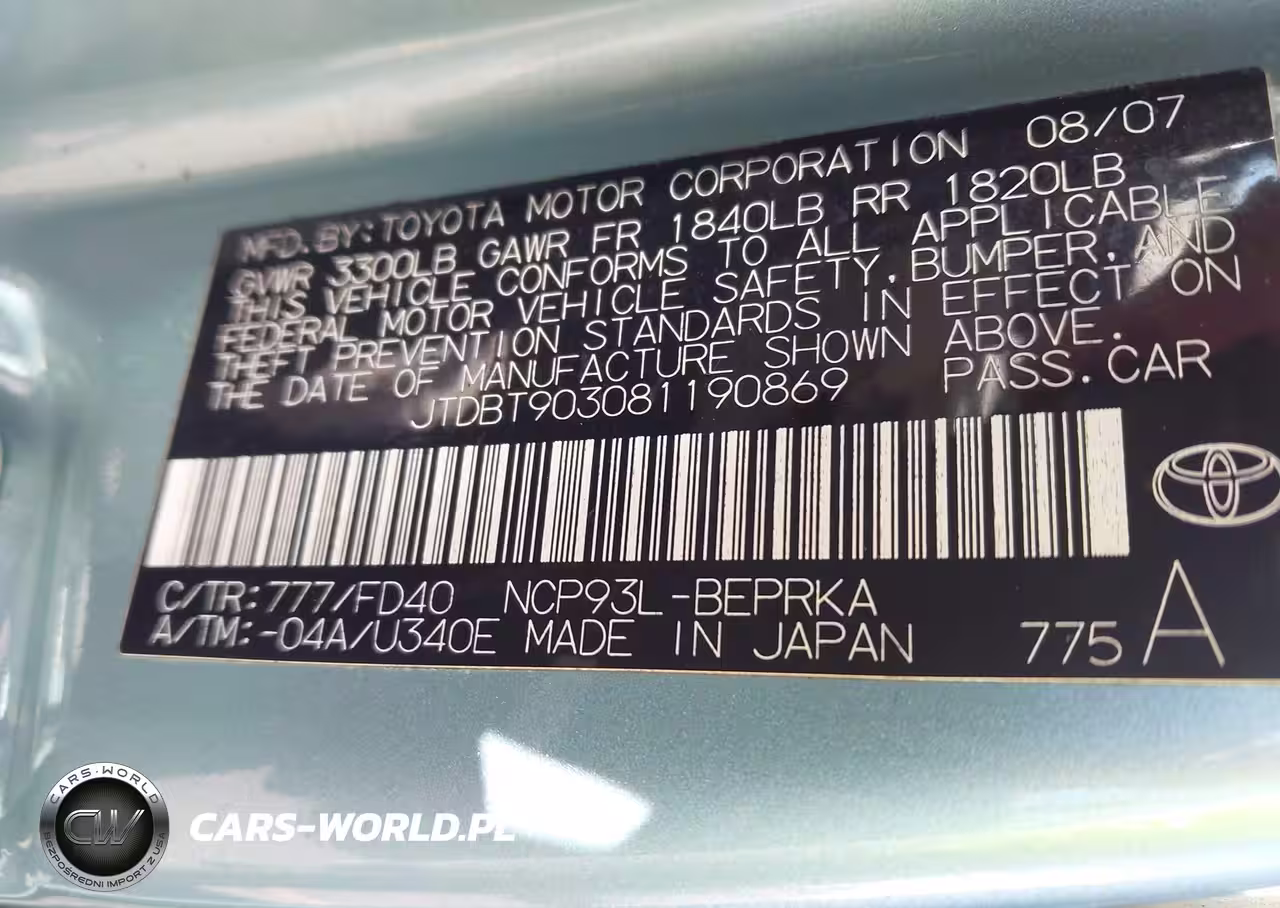 MFD.BY:TOYOTA MOTOR CORPORATION 08/07
GVWR 3300LB GAWR FR 1840LB RR 1820LB
THIS VEHICLE CONFORMS TO ALL APPLICABLE
FEDERAL MOTOR VEHICLE SAFETY,BUMPER,AND
THEFT PREVENTION STANDARDS IN EFFECT ON
THE DATE OF MANUFACTURE SHOWN ABOVE.
JTDBT903081190869 PASS.CAR
C/TR:777/FD40 NCP93L-BEPRKA
A/TM:-04A/U340E MADE IN JAPAN 775 A
CARS-WORLD
CW
BEZPOŚREDNI IMPORT Z USA
CARS-WORLD.PL